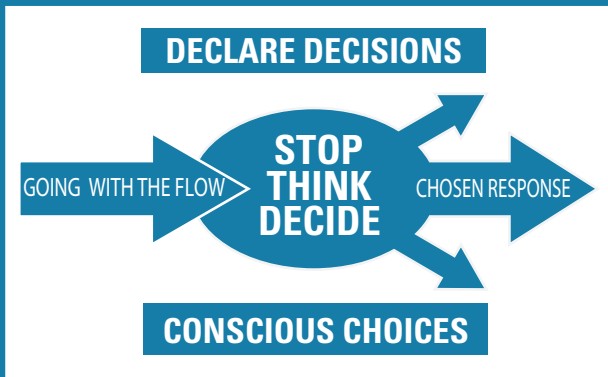 DECLARE DECISIONS
GOING WITH THE FLOW
STOP
THINK
DECIDE
CHOSEN RESPONSE
CONSCIOUS CHOICES